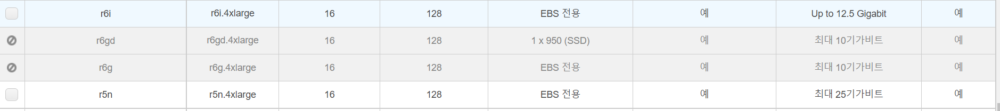 r6i r6i.4xlarge 16 128 EBS 전용 예 Up to 12.5 Gigabit 예
r6gd r6gd.4xlarge 16 128 1 x 950 (SSD) 예 최대 10기가비트 예
r6g r6g.4xlarge 16 128 EBS 전용 예 최대 10기가비트 예
r5n r5n.4xlarge 16 128 EBS 전용 예 최대 25기가비트 예